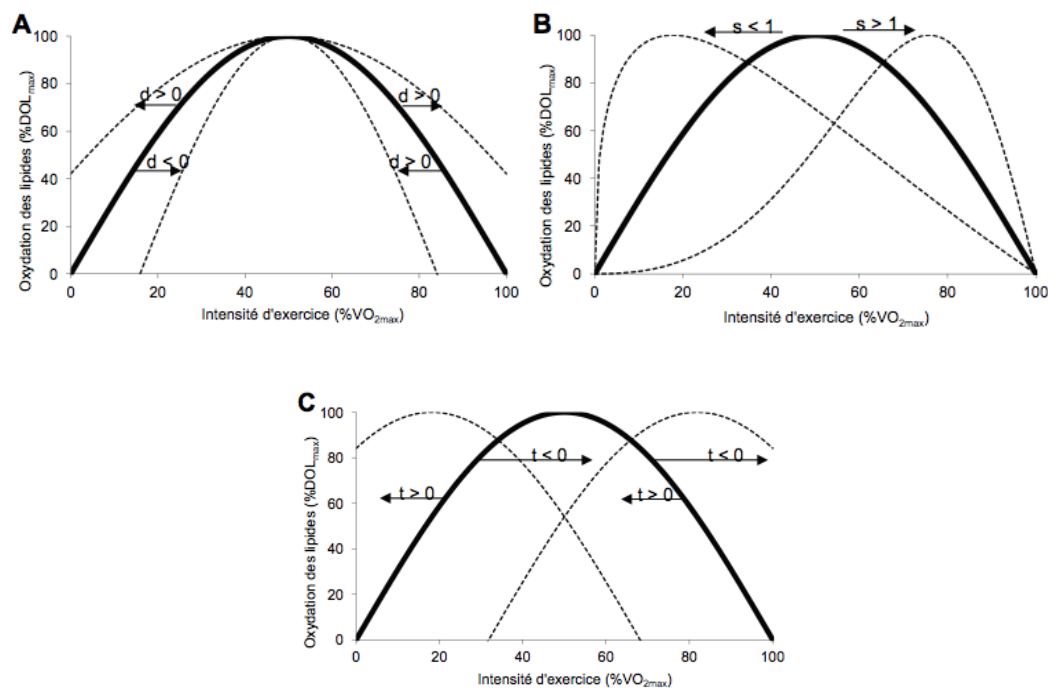 A
Oxydation des lipides (%DOLmax)
100
80
60
40
20
0
d > 0
d > 0
d < 0
d > 0
0 20 40 60 80 100
Intensité d'exercice (%VO2max)
B
Oxydation des lipides (%DOLmax)
100
80
60
40
20
0
s < 1
s > 1
0 20 40 60 80 100
Intensité d'exercice (%VO2max)
C
Oxydation des lipides (%DOLmax)
100
80
60
40
20
0
t < 0
t < 0
t > 0
t > 0
0 20 40 60 80 100
Intensité d'exercice (%VO2max)